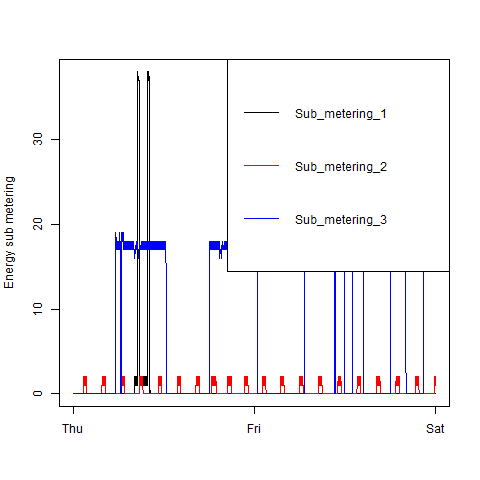 Energy sub metering
30
20
10
0
Sub_metering_1
Sub_metering_2
Sub_metering_3
Thu
Fri
Sat